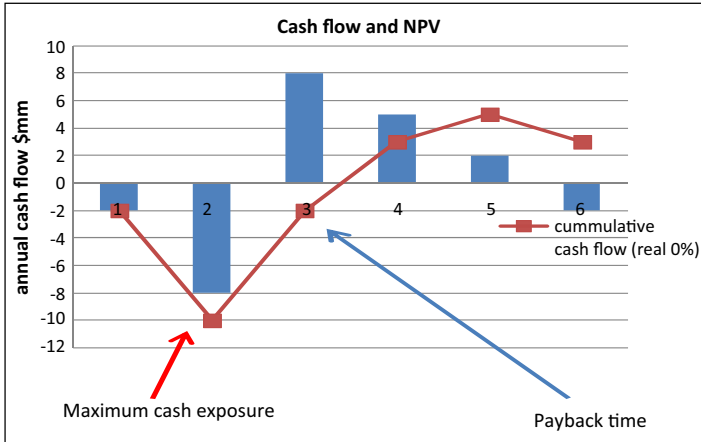 Cash flow and NPV
annual cash flow $mm
10
8
6
4
2
0
-2
-4
-6
-8
-10
-12
1 2 3 4 5 6
cummulative
cash flow (real 0%)
Maximum cash exposure
Payback time